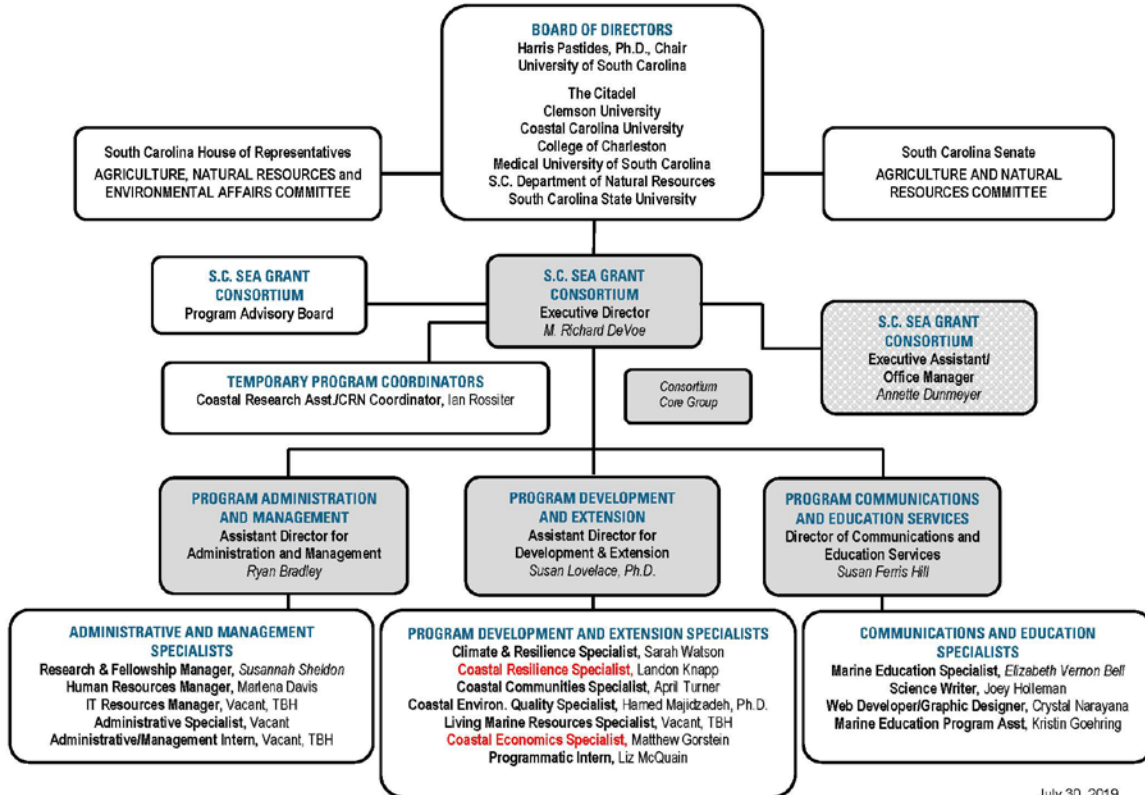 BOARD OF DIRECTORS
Harris Pastides, Ph.D., Chair
University of South Carolina
The Citadel
Clemson University
Coastal Carolina University
College of Charleston
Medical University of South Carolina
S.C. Department of Natural Resources
South Carolina State University
South Carolina House of Representatives
AGRICULTURE, NATURAL RESOURCES and
ENVIRONMENTAL AFFAIRS COMMITTEE
South Carolina Senate
AGRICULTURE AND NATURAL
RESOURCES COMMITTEE
S.C. SEA GRANT
CONSORTIUM
Program Advisory Board
S.C. SEA GRANT
CONSORTIUM
Executive Director
M. Richard DeVoe
S.C. SEA GRANT
CONSORTIUM
Executive Assistant/
Office Manager
Annette Dunmeyer
TEMPORARY PROGRAM COORDINATORS
Coastal Research Asst./CRN Coordinator, Ian Rossiter
Consortium
Core Group
PROGRAM ADMINISTRATION
AND MANAGEMENT
Assistant Director for
Administration and Management
Ryan Bradley
PROGRAM DEVELOPMENT
AND EXTENSION
Assistant Director for
Development & Extension
Susan Lovelace, Ph.D.
PROGRAM COMMUNICATIONS
AND EDUCATION SERVICES
Director of Communications and
Education Services
Susan Ferris Hill
ADMINISTRATIVE AND MANAGEMENT
SPECIALISTS
Research & Fellowship Manager, Susannah Sheldon
Human Resources Manager, Marlena Davis
IT Resources Manager, Vacant, TBH
Administrative Specialist, Vacant
Administrative/Management Intern, Vacant, TBH
PROGRAM DEVELOPMENT AND EXTENSION SPECIALISTS
Climate & Resilience Specialist, Sarah Watson
Coastal Resilience Specialist, Landon Knapp
Coastal Communities Specialist, April Turner
Coastal Environ. Quality Specialist, Hamed Majidzadeh, Ph.D.
Living Marine Resources Specialist, Vacant, TBH
Coastal Economics Specialist, Matthew Gorstein
Programmatic Intern, Liz McQuain
COMMUNICATIONS AND EDUCATION
SPECIALISTS
Marine Education Specialist, Elizabeth Vernon Bell
Science Writer, Joey Holleman
Web Developer/Graphic Designer, Crystal Narayana
Marine Education Program Asst, Kristin Goehring
July 30, 2019